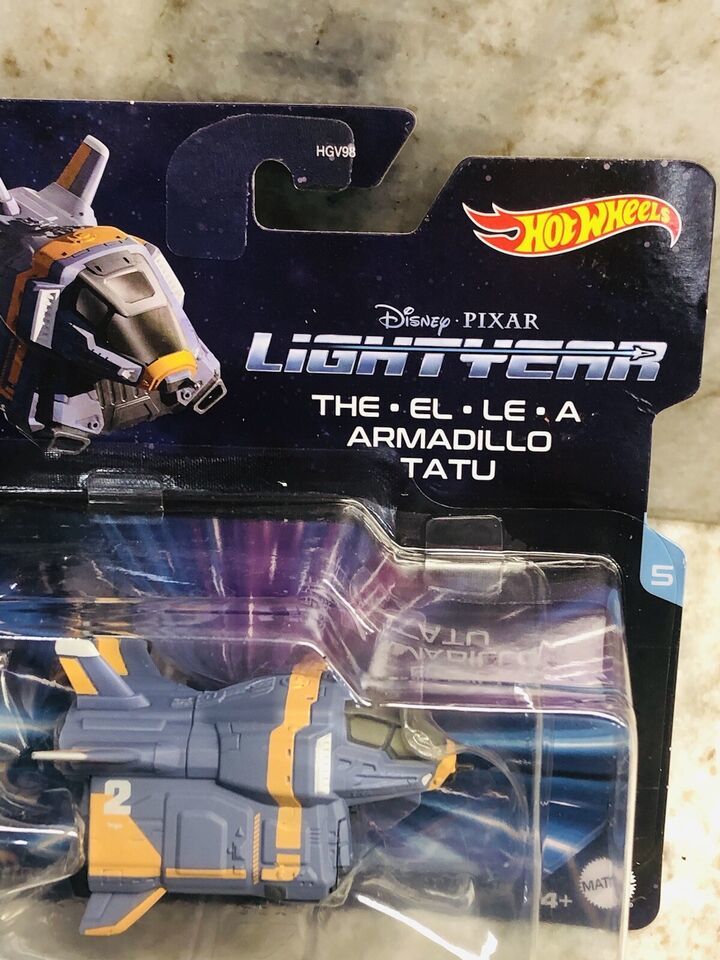 HGV98
HOT WHEELS
DISNEY · PIXAR
LIGHTYEAR
THE • EL • LE • A
ARMADILLO
TATU
5
2
4+